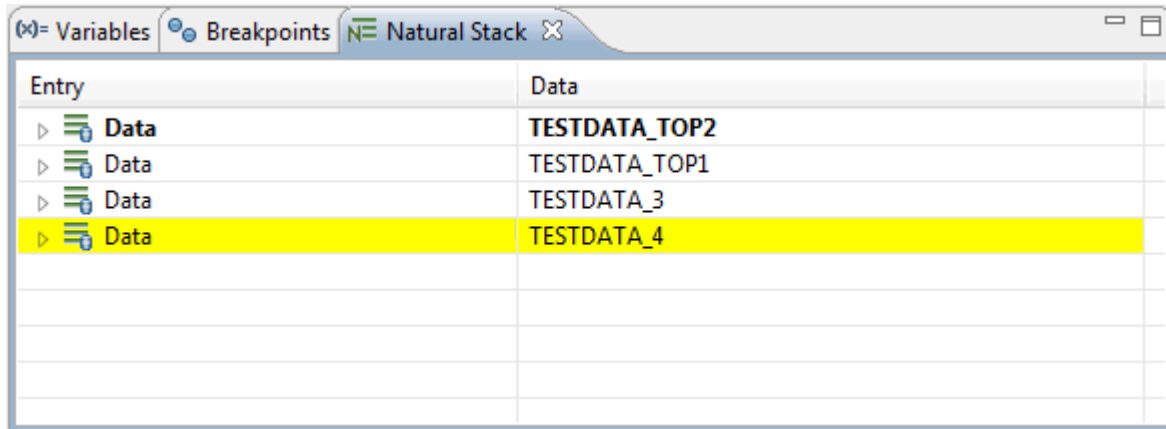 (x)= Variables Breakpoints Natural Stack
Entry Data
Data TESTDATA_TOP2
Data TESTDATA_TOP1
Data TESTDATA_3
Data TESTDATA_4